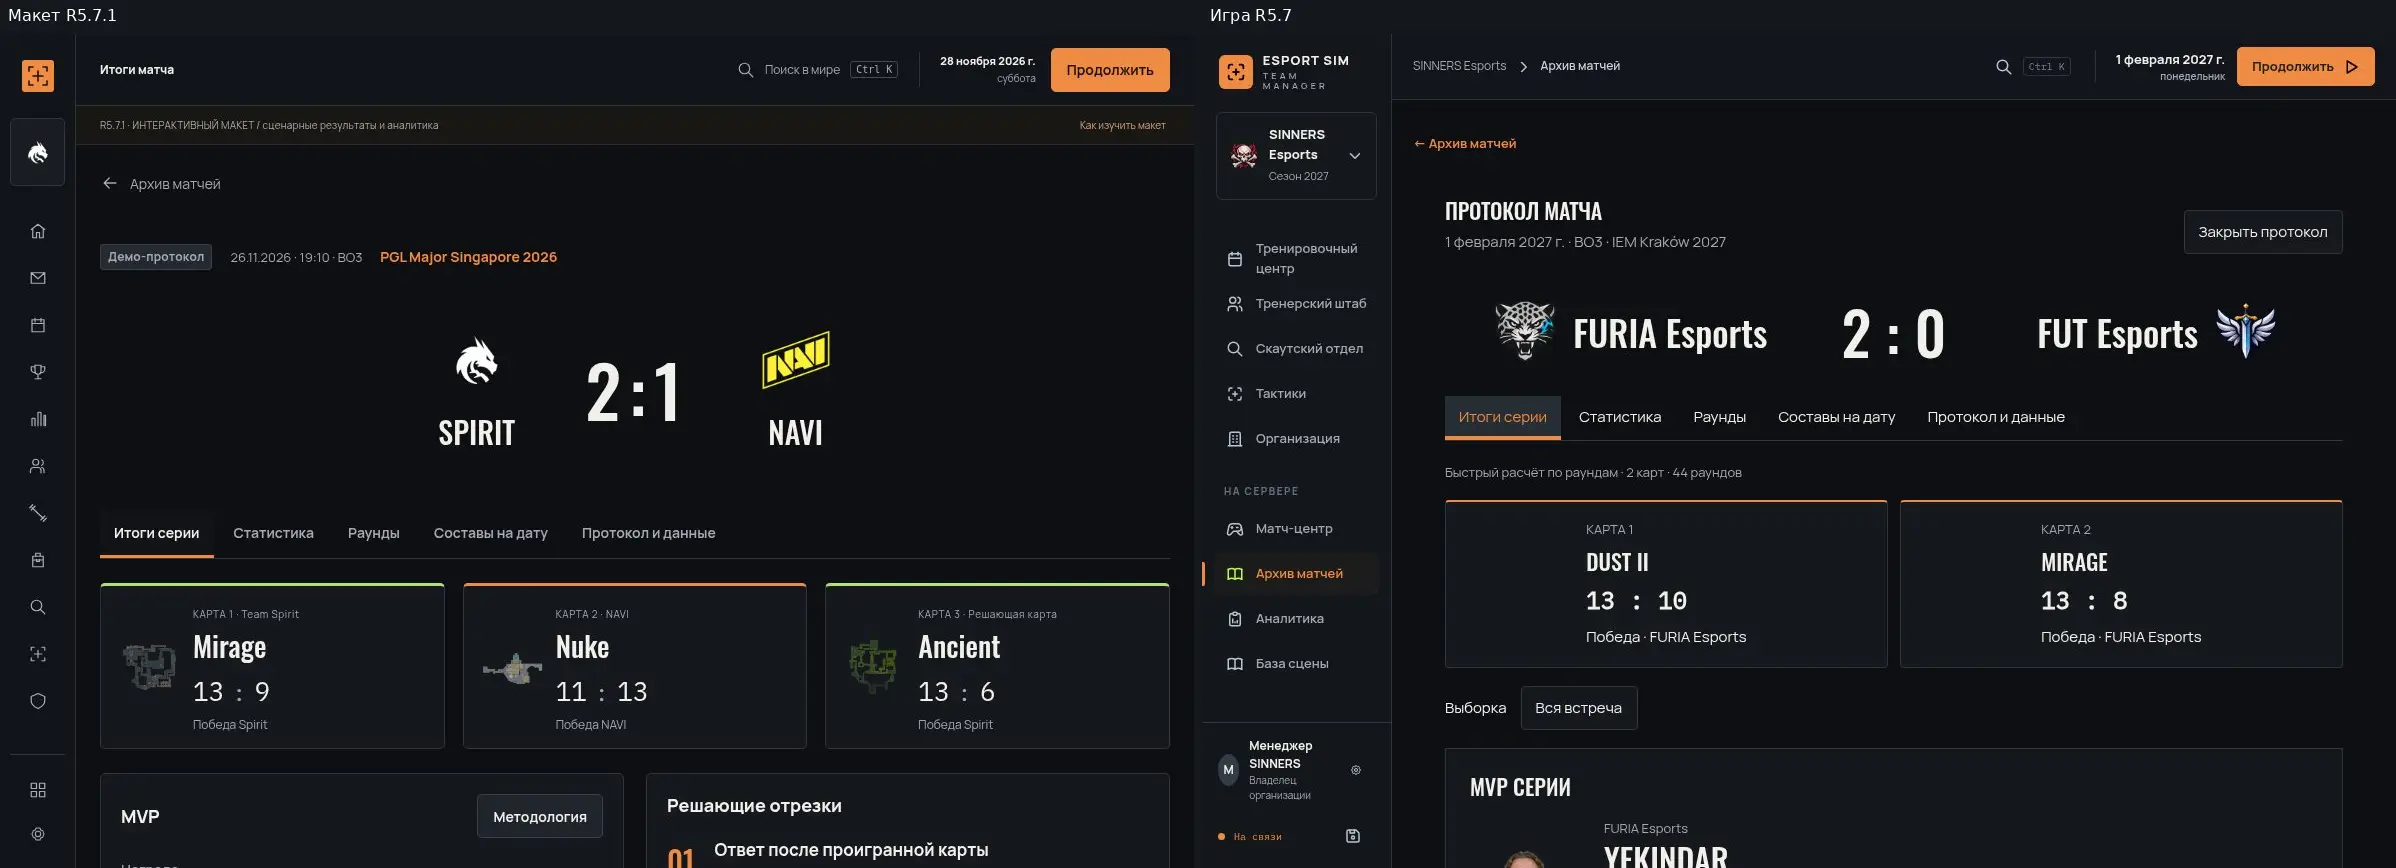 Макет R5.7.1
Итоги матча
Поиск в мире
Ctrl K
28 ноября 2026 г.
суббота
Продолжить
R5.7.1 · ИНТЕРАКТИВНЫЙ МАКЕТ / сценарные результаты и аналитика
Как изучить макет
Архив матчей
Демо-протокол
26.11.2026 · 19:10 · BO3
PGL Major Singapore 2026
NAVI
2:1
SPIRIT
NAVI
Итоги серии
Статистика
Раунды
Составы на дату
Протокол и данные
КАРТА 1 · Team Spirit
Mirage
13 : 9
Победа Spirit
КАРТА 2 · NAVI
Nuke
11 : 13
Победа NAVI
КАРТА 3 · Решающая карта
Ancient
13 : 6
Победа Spirit
MVP
Методология
Решающие отрезки
01
Ответ после проигранной карты
Игра R5.7
ESPORT SIM
TEAM
MANAGER
SINNERS
Esports
Сезон 2027
Тренировочный
центр
Тренерский штаб
Скаутский отдел
Тактики
Организация
НА СЕРВЕРЕ
Матч-центр
Архив матчей
Аналитика
База сцены
М
Менеджер
SINNERS
Владелец
организации
На связи
SINNERS Esports
Архив матчей
Ctrl K
1 февраля 2027 г.
понедельник
Продолжить
← Архив матчей
ПРОТОКОЛ МАТЧА
1 февраля 2027 г. · BO3 · IEM Kraków 2027
Закрыть протокол
FURIA Esports
2 : 0
FUT Esports
Итоги серии
Статистика
Раунды
Составы на дату
Протокол и данные
Быстрый расчёт по раундам · 2 карт · 44 раундов
КАРТА 1
DUST II
13 : 10
Победа · FURIA Esports
КАРТА 2
MIRAGE
13 : 8
Победа · FURIA Esports
Выборка
Вся встреча
MVP СЕРИИ
FURIA Esports
YEKINDAR